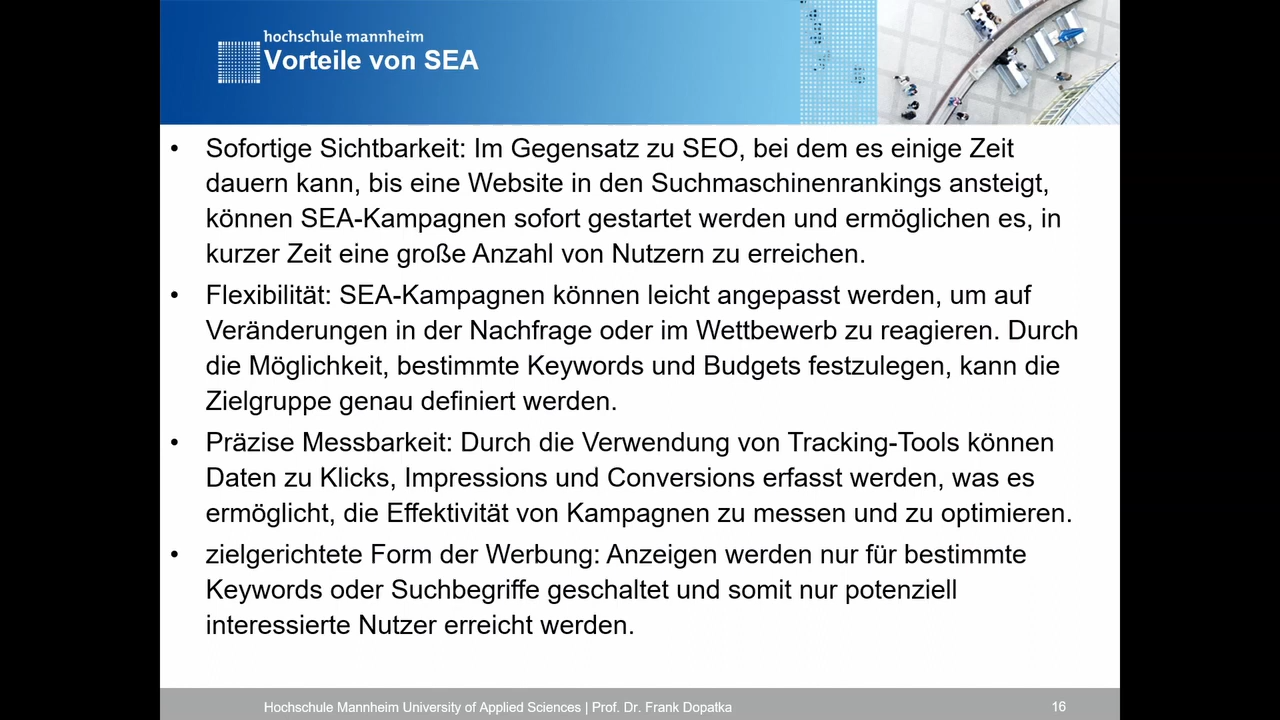 hochschule mannheim
Vorteile von SEA
• Sofortige Sichtbarkeit: Im Gegensatz zu SEO, bei dem es einige Zeit
dauern kann, bis eine Website in den Suchmaschinenrankings ansteigt,
können SEA-Kampagnen sofort gestartet werden und ermöglichen es, in
kurzer Zeit eine große Anzahl von Nutzern zu erreichen.
• Flexibilität: SEA-Kampagnen können leicht angepasst werden, um auf
Veränderungen in der Nachfrage oder im Wettbewerb zu reagieren. Durch
die Möglichkeit, bestimmte Keywords und Budgets festzulegen, kann die
Zielgruppe genau definiert werden.
• Präzise Messbarkeit: Durch die Verwendung von Tracking-Tools können
Daten zu Klicks, Impressions und Conversions erfasst werden, was es
ermöglicht, die Effektivität von Kampagnen zu messen und zu optimieren.
• zielgerichtete Form der Werbung: Anzeigen werden nur für bestimmte
Keywords oder Suchbegriffe geschaltet und somit nur potenziell
interessierte Nutzer erreicht werden.
Hochschule Mannheim University of Applied Sciences | Prof. Dr. Frank Dopatka
16